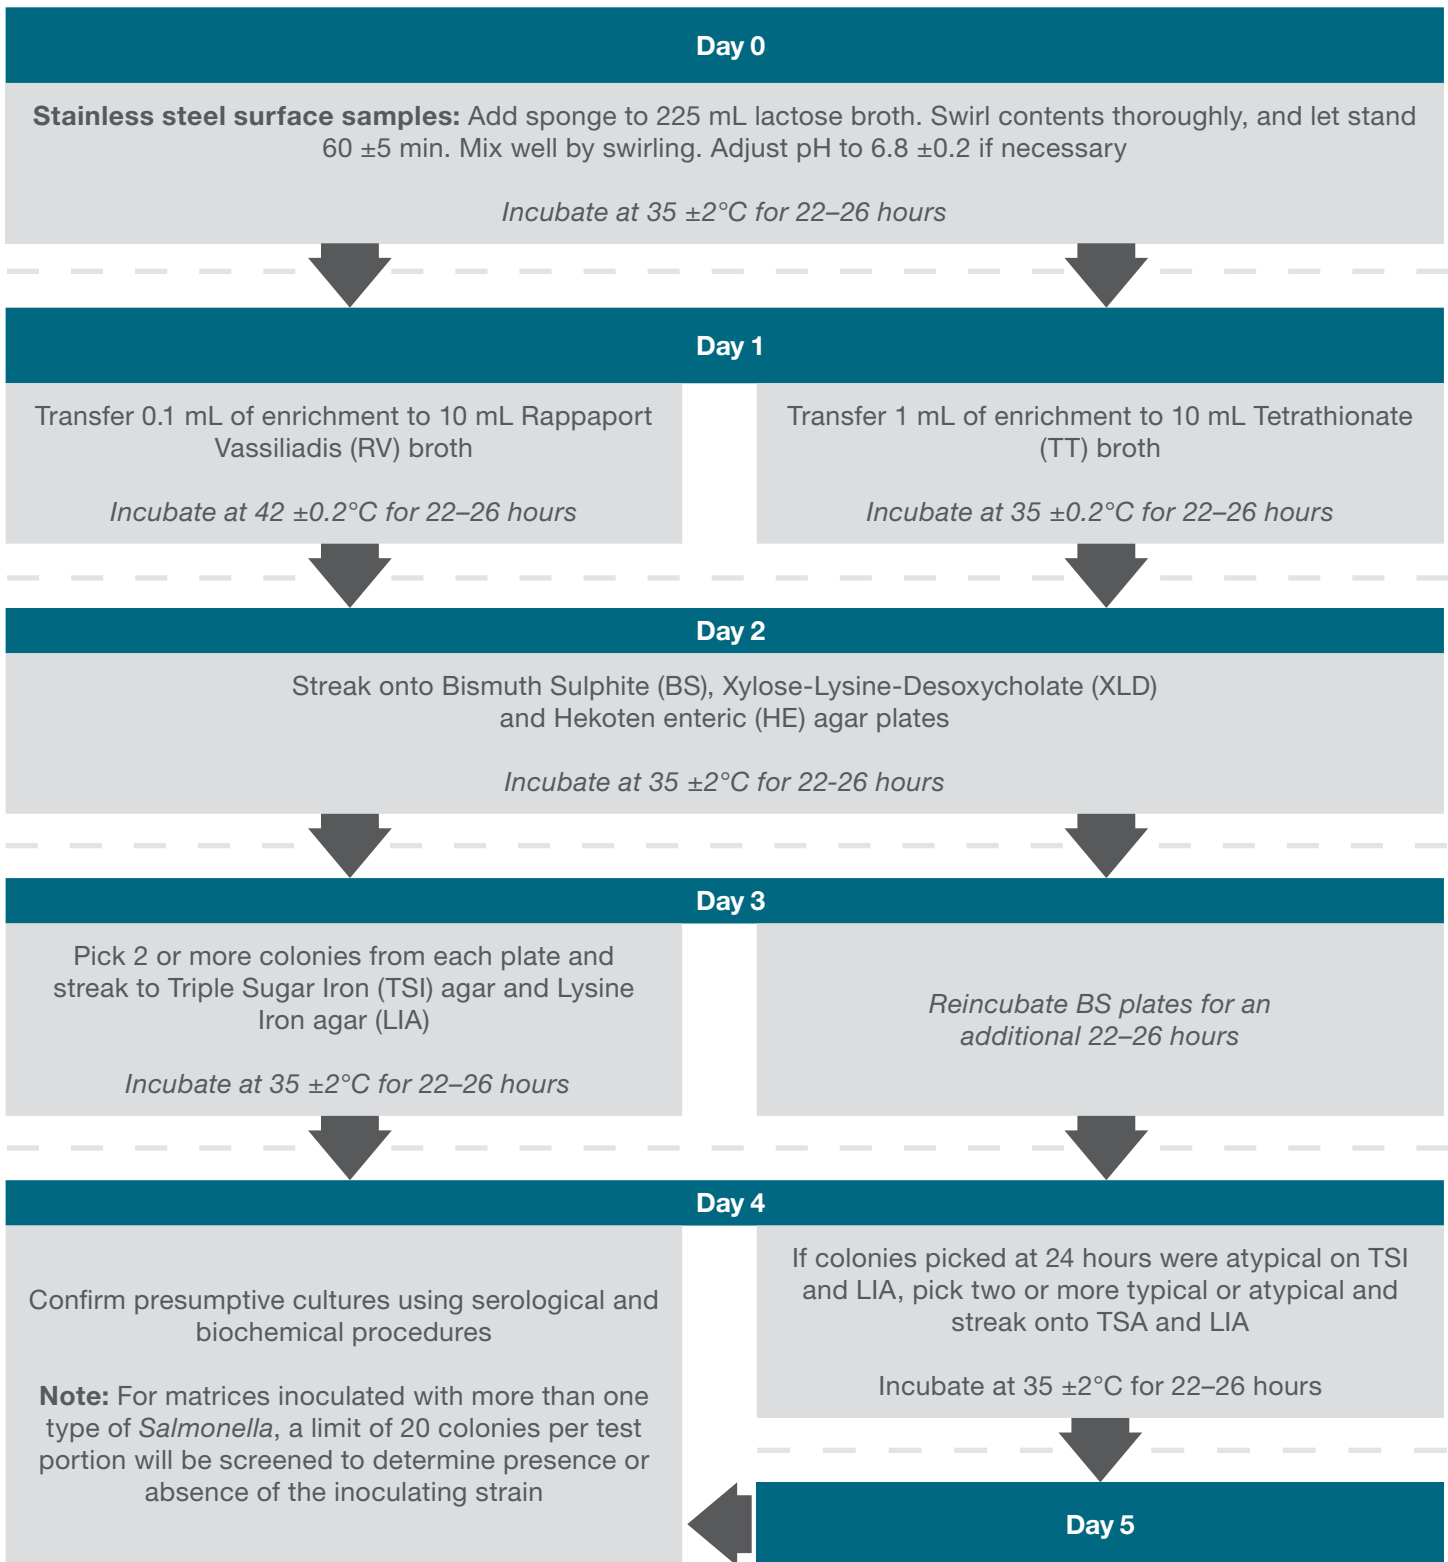 Day 0
Stainless steel surface samples: Add sponge to 225 mL lactose broth. Swirl contents thoroughly, and let stand
60 ±5 min. Mix well by swirling. Adjust pH to 6.8 ±0.2 if necessary
Incubate at 35 ±2°C for 22–26 hours
Day 1
Transfer 0.1 mL of enrichment to 10 mL Rappaport
Vassiliadis (RV) broth
Incubate at 42 ±0.2°C for 22–26 hours
Transfer 1 mL of enrichment to 10 mL Tetrathionate
(TT) broth
Incubate at 35 ±0.2°C for 22–26 hours
Day 2
Streak onto Bismuth Sulphite (BS), Xylose-Lysine-Desoxycholate (XLD)
and Hekoten enteric (HE) agar plates
Incubate at 35 ±2°C for 22-26 hours
Day 3
Pick 2 or more colonies from each plate and
streak to Triple Sugar Iron (TSI) agar and Lysine
Iron agar (LIA)
Incubate at 35 ±2°C for 22–26 hours
Reincubate BS plates for an
additional 22–26 hours
Day 4
Confirm presumptive cultures using serological and
biochemical procedures
Note: For matrices inoculated with more than one
type of Salmonella, a limit of 20 colonies per test
portion will be screened to determine presence or
absence of the inoculating strain
If colonies picked at 24 hours were atypical on TSI
and LIA, pick two or more typical or atypical and
streak onto TSA and LIA
Incubate at 35 ±2°C for 22–26 hours
Day 5